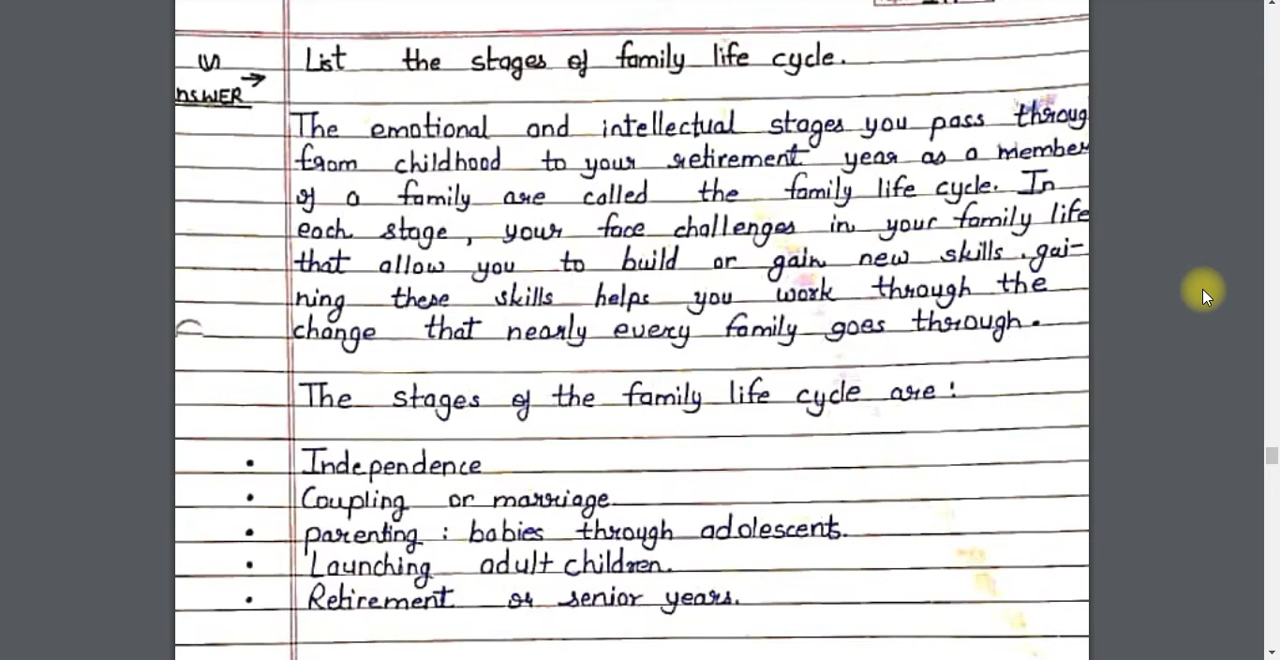 List the stages of family life cycle.
nsWER →
The emotional and intellectual stages you pass throug
from childhood to your retirement year as a member
of a family are called the family life cycle. In
each stage, your face challenges in your family life
that allow you to build or gain new skills. gai-
ning these skills helps you work through the
change that nearly every family goes through.
The stages of the family life cycle are:
• Independence
• Coupling or marriage
• parenting : babies through adolescents.
• Launching adult children.
• Retirement or senior years.